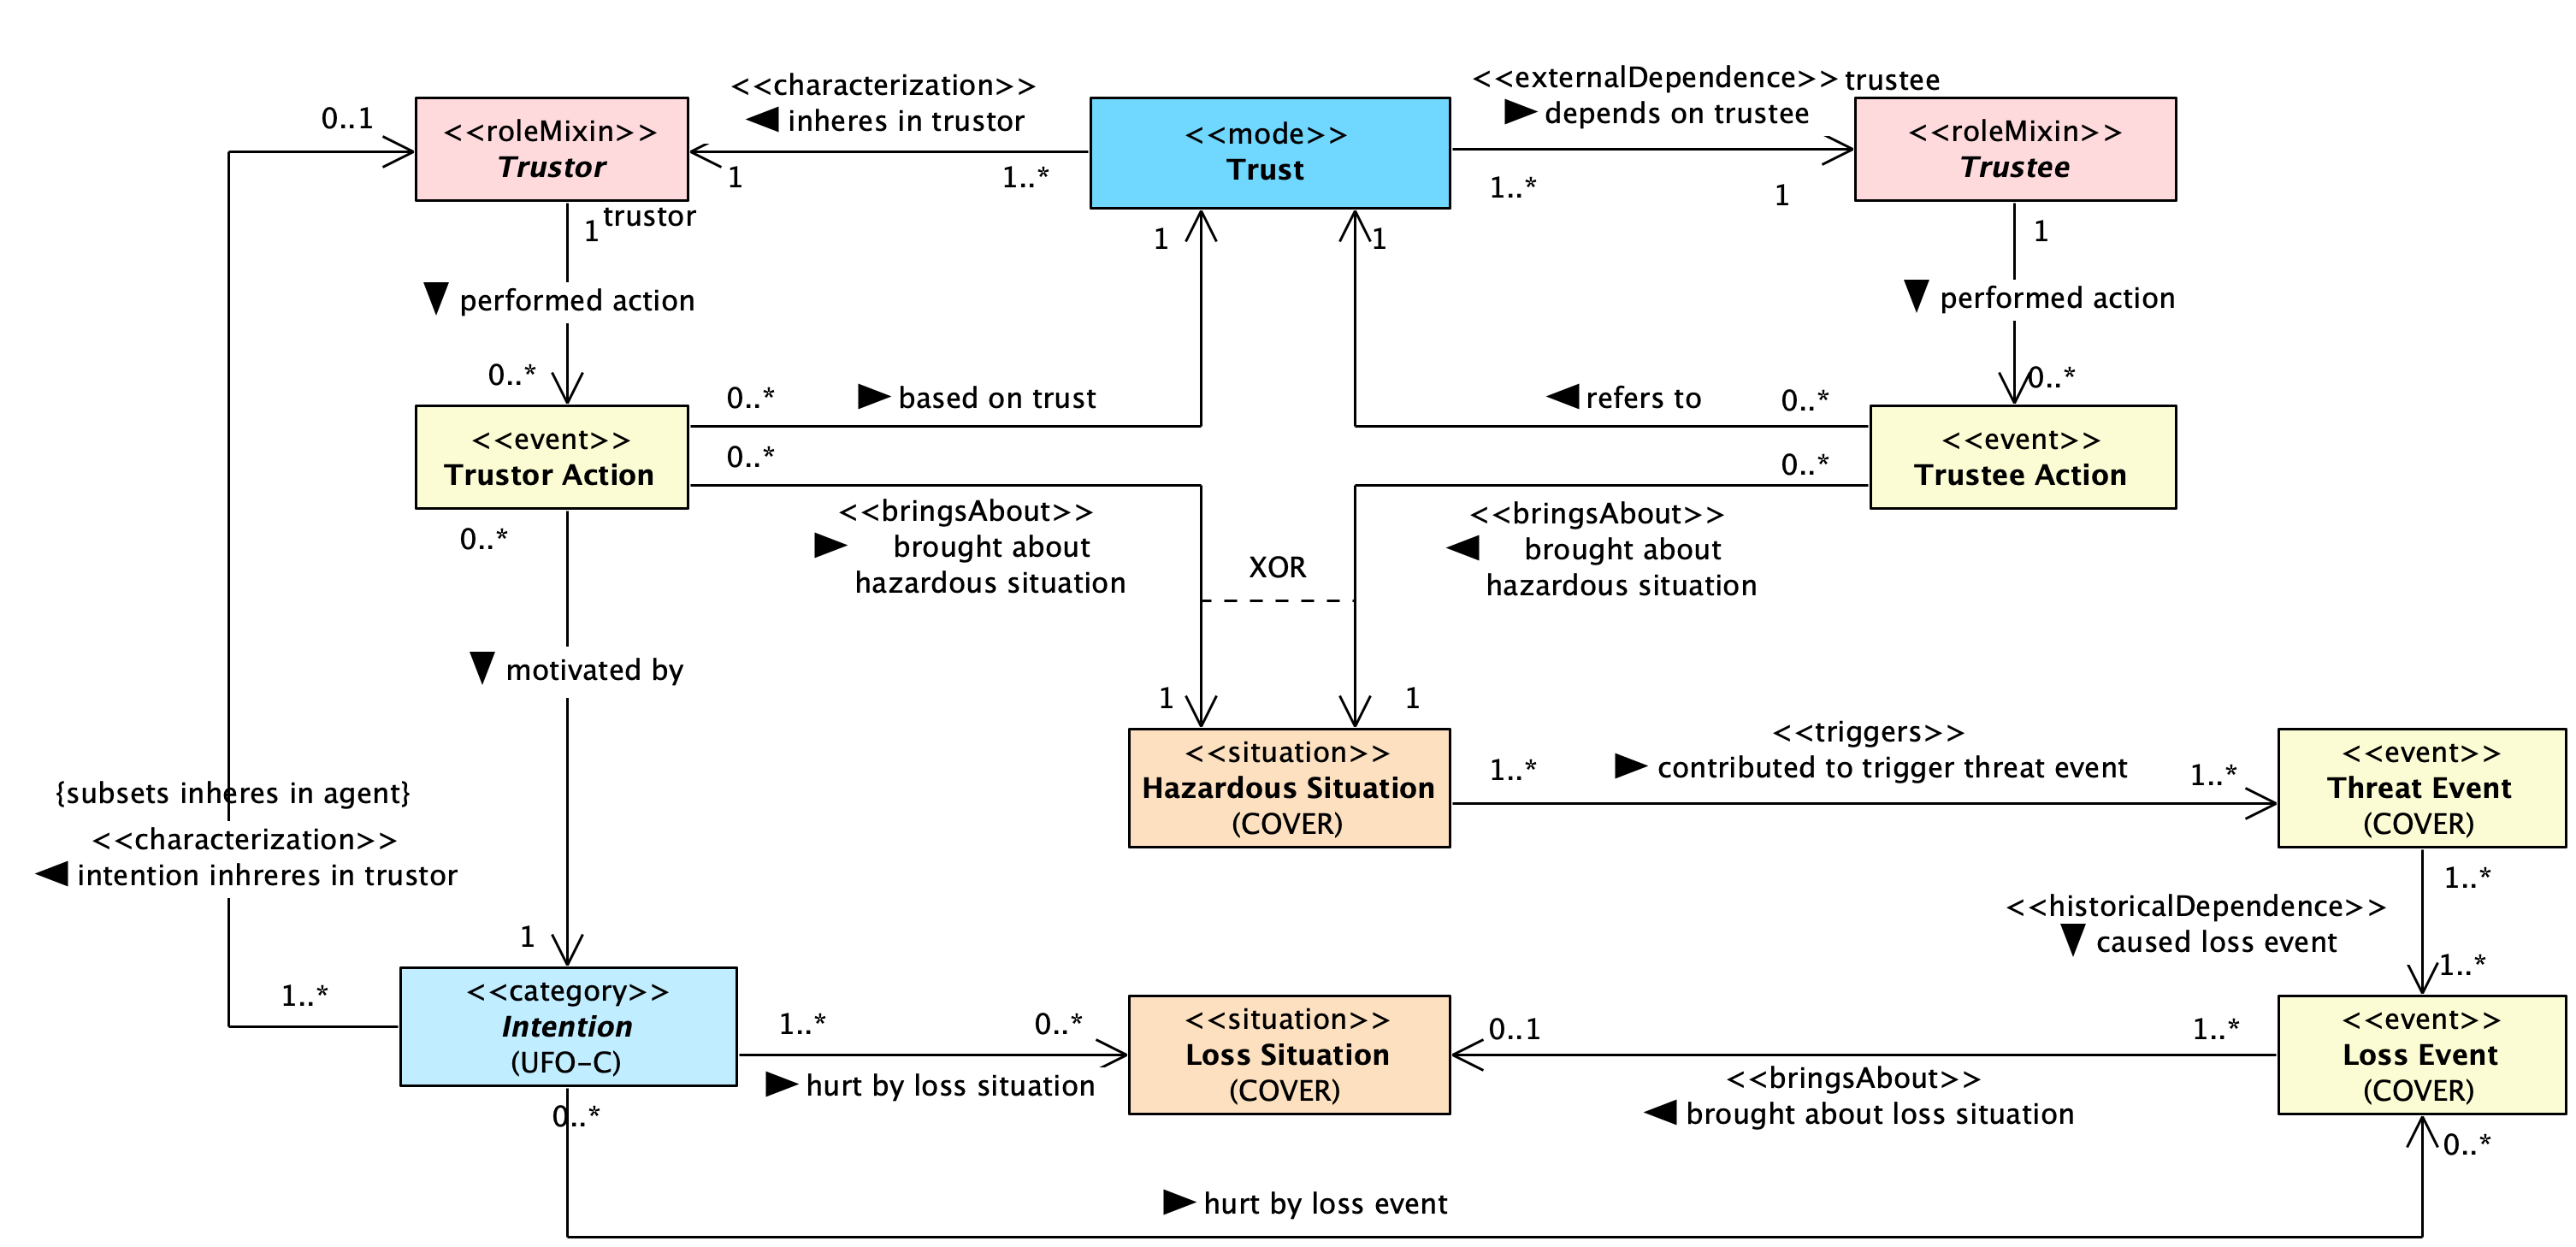 <<characterization>>
inheres in trustor
<<externalDependence>> trustee
depends on trustee
0..1
<<roleMixin>>
Trustor
<<mode>>
Trust
<<roleMixin>>
Trustee
1
1..*
1..*
1
1
trustor
1
1
1
performed action
performed action
0..*
0..*
0..*
based on trust
refers to
0..*
<<event>>
Trustor Action
<<event>>
Trustee Action
0..*
0..*
0..*
<<bringsAbout>>
brought about
hazardous situation
<<bringsAbout>>
brought about
hazardous situation
XOR
motivated by
1
1
<<situation>>
Hazardous Situation
(COVER)
<<triggers>>
contributed to trigger threat event
1..*
1..*
<<event>>
Threat Event
(COVER)
{subsets inheres in agent}
<<characterization>>
intention inhreres in trustor
1..*
<<historicalDependence>>
caused loss event
1
1..*
1..*
<<category>>
Intention
(UFO-C)
1..*
0..*
<<situation>>
Loss Situation
(COVER)
0..1
1..*
<<event>>
Loss Event
(COVER)
hurt by loss situation
<<bringsAbout>>
brought about loss situation
0..*
0..*
hurt by loss event